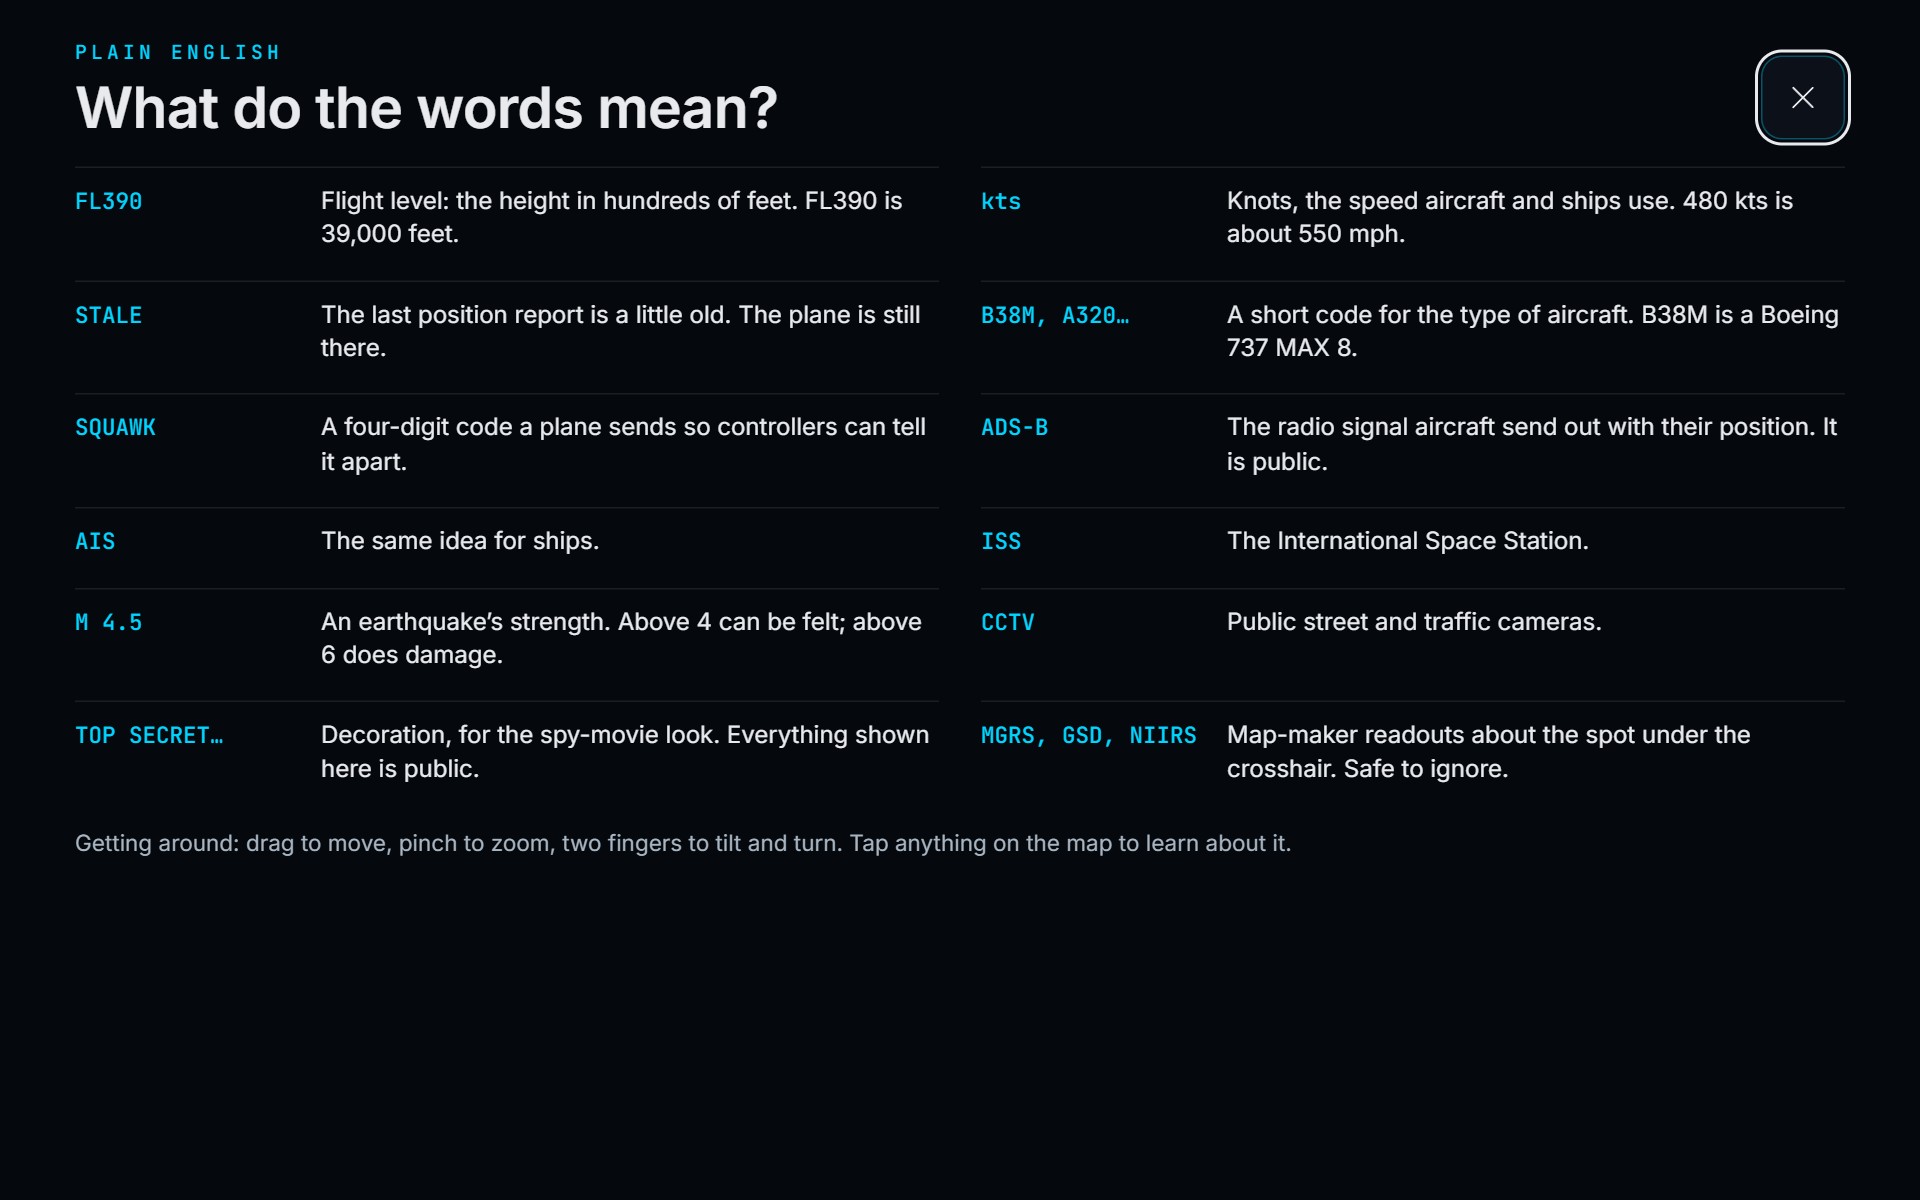 PLAIN ENGLISH
What do the words mean?
FL390
Flight level: the height in hundreds of feet. FL390 is
39,000 feet.
kts
Knots, the speed aircraft and ships use. 480 kts is
about 550 mph.
STALE
The last position report is a little old. The plane is still
there.
B38M, A320…
A short code for the type of aircraft. B38M is a Boeing
737 MAX 8.
SQUAWK
A four-digit code a plane sends so controllers can tell
it apart.
ADS-B
The radio signal aircraft send out with their position. It
is public.
AIS
The same idea for ships.
ISS
The International Space Station.
M 4.5
An earthquake’s strength. Above 4 can be felt; above
6 does damage.
CCTV
Public street and traffic cameras.
TOP SECRET…
Decoration, for the spy-movie look. Everything shown
here is public.
MGRS, GSD, NIIRS
Map-maker readouts about the spot under the
crosshair. Safe to ignore.
Getting around: drag to move, pinch to zoom, two fingers to tilt and turn. Tap anything on the map to learn about it.